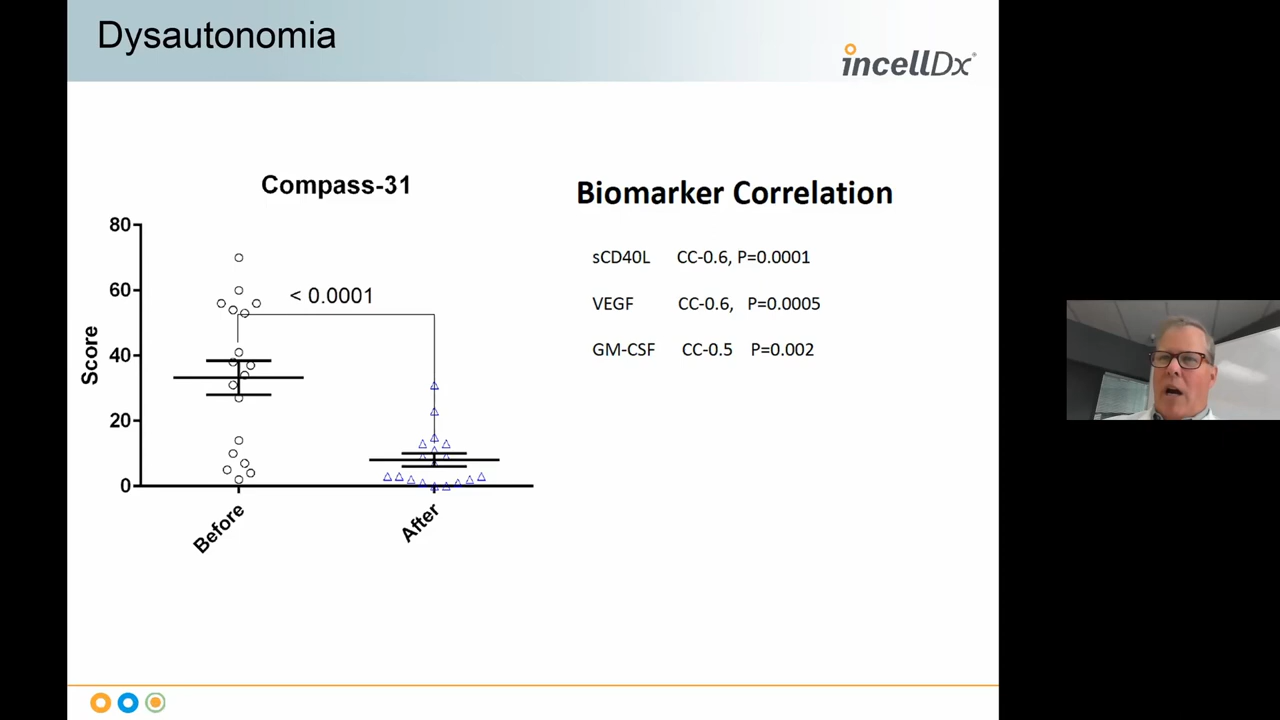 Dysautonomia
incellDx®
Compass-31
80
60
40
20
0
Score
< 0.0001
Before
After
Biomarker Correlation
sCD40L CC-0.6, P=0.0001
VEGF CC-0.6, P=0.0005
GM-CSF CC-0.5 P=0.002